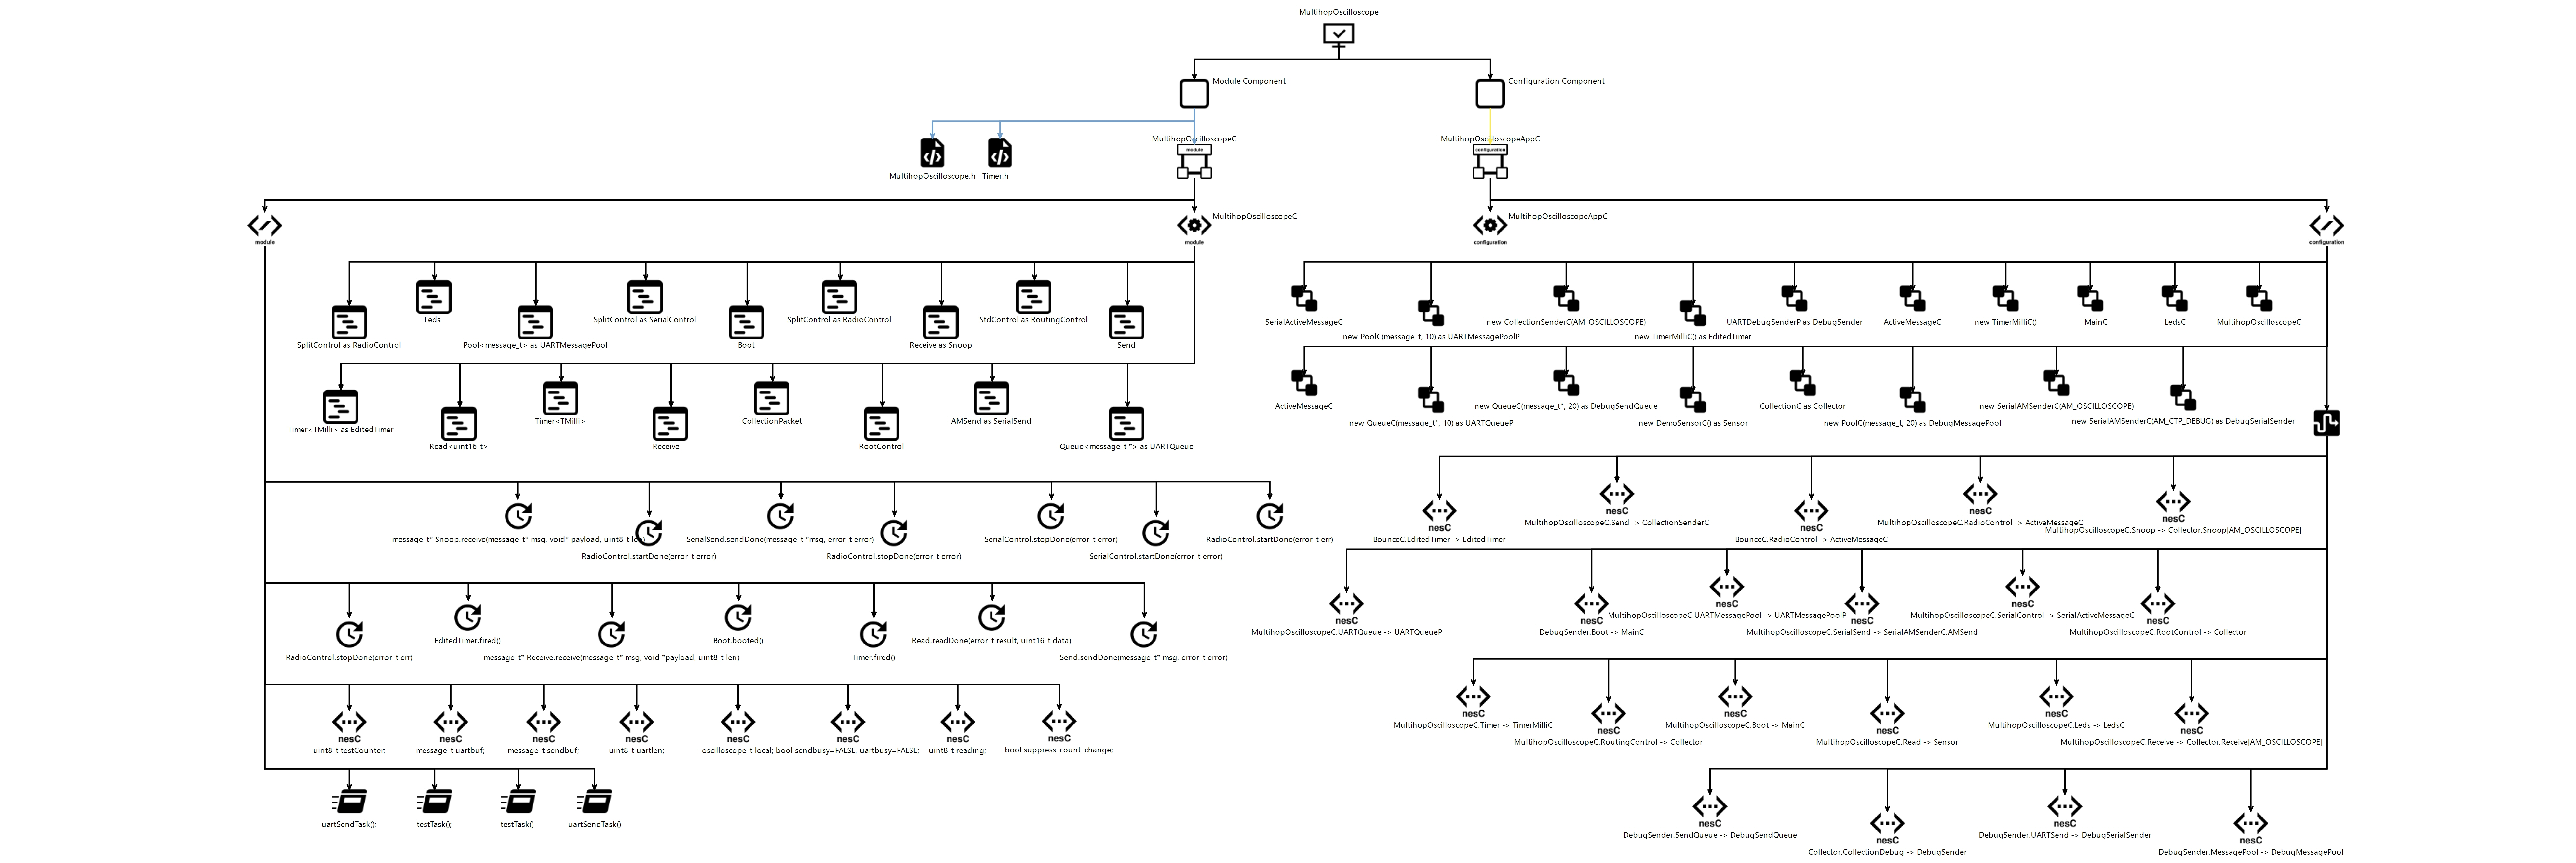 MultihopOscilloscope
Module Component
Configuration Component
MultihopOscilloscopeC
MultihopOscilloscopeAppC
module
configuration
MultihopOscilloscope.h
Timer.h
MultihopOscilloscopeC
MultihopOscilloscopeAppC
module
module
configuration
configuration
SplitControl as RadioControl
Leds
Pool<message_t> as UARTMessagePool
SplitControl as SerialControl
Boot
SplitControl as RadioControl
Receive as Snoop
StdControl as RoutingControl
Send
SerialActiveMessageC
new PoolC(message_t, 10) as UARTMessagePoolP
new CollectionSenderC(AM_OSCILLOSCOPE)
new TimerMilliC() as EditedTimer
UARTDebugSenderP as DebugSender
ActiveMessageC
new TimerMilliC()
MainC
LedsC
MultihopOscilloscopeC
Timer<TMilli> as EditedTimer
Read<uint16_t>
Timer<TMilli>
Receive
CollectionPacket
RootControl
AMSend as SerialSend
Queue<message_t *> as UARTQueue
ActiveMessageC
new QueueC(message_t*, 10) as UARTQueueP
new QueueC(message_t*, 20) as DebugSendQueue
new DemoSensorC() as Sensor
CollectionC as Collector
new PoolC(message_t, 20) as DebugMessagePool
new SerialAMSenderC(AM_OSCILLOSCOPE)
new SerialAMSenderC(AM_CTP_DEBUG) as DebugSerialSender
message_t* Snoop.receive(message_t* msg, void* payload, uint8_t len)
RadioControl.startDone(error_t error)
SerialSend.sendDone(message_t *msg, error_t error)
RadioControl.stopDone(error_t error)
SerialControl.stopDone(error_t error)
SerialControl.startDone(error_t error)
RadioControl.startDone(error_t err)
nesC
BounceC.EditedTimer -> EditedTimer
nesC
MultihopOscilloscopeC.Send -> CollectionSenderC
nesC
BounceC.RadioControl -> ActiveMessageC
nesC
MultihopOscilloscopeC.RadioControl -> ActiveMessageC
nesC
MultihopOscilloscopeC.Snoop -> Collector.Snoop[AM_OSCILLOSCOPE]
RadioControl.stopDone(error_t err)
EditedTimer.fired()
message_t* Receive.receive(message_t* msg, void *payload, uint8_t len)
Boot.booted()
Timer.fired()
Read.readDone(error_t result, uint16_t data)
Send.sendDone(message_t* msg, error_t error)
nesC
MultihopOscilloscopeC.UARTQueue -> UARTQueueP
nesC
DebugSender.Boot -> MainC
nesC
MultihopOscilloscopeC.UARTMessagePool -> UARTMessagePoolP
nesC
MultihopOscilloscopeC.SerialSend -> SerialAMSenderC.AMSend
nesC
MultihopOscilloscopeC.SerialControl -> SerialActiveMessageC
nesC
MultihopOscilloscopeC.RootControl -> Collector
nesC
uint8_t testCounter;
nesC
message_t uartbuf;
nesC
message_t sendbuf;
nesC
uint8_t uartlen;
nesC
oscilloscope_t local;
nesC
bool sendbusy=FALSE, uartbusy=FALSE;
nesC
uint8_t reading;
nesC
bool suppress_count_change;
nesC
MultihopOscilloscopeC.Timer -> TimerMilliC
nesC
MultihopOscilloscopeC.RoutingControl -> Collector
nesC
MultihopOscilloscopeC.Boot -> MainC
nesC
MultihopOscilloscopeC.Read -> Sensor
nesC
MultihopOscilloscopeC.Leds -> LedsC
nesC
MultihopOscilloscopeC.Receive -> Collector.Receive[AM_OSCILLOSCOPE]
uartSendTask();
testTask();
testTask()
uartSendTask()
nesC
DebugSender.SendQueue -> DebugSendQueue
nesC
Collector.CollectionDebug -> DebugSender
nesC
DebugSender.UARTSend -> DebugSerialSender
nesC
DebugSender.MessagePool -> DebugMessagePool